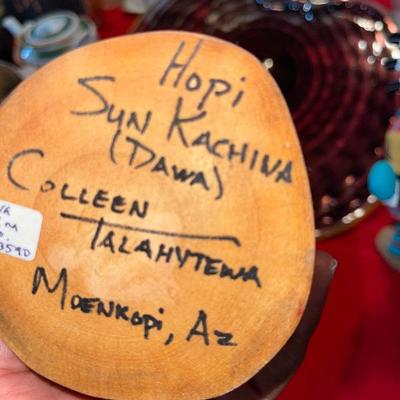 Hopi
Sun Kachina
(Dawa)
Colleen
Talahytewa
Moenkopi, Az